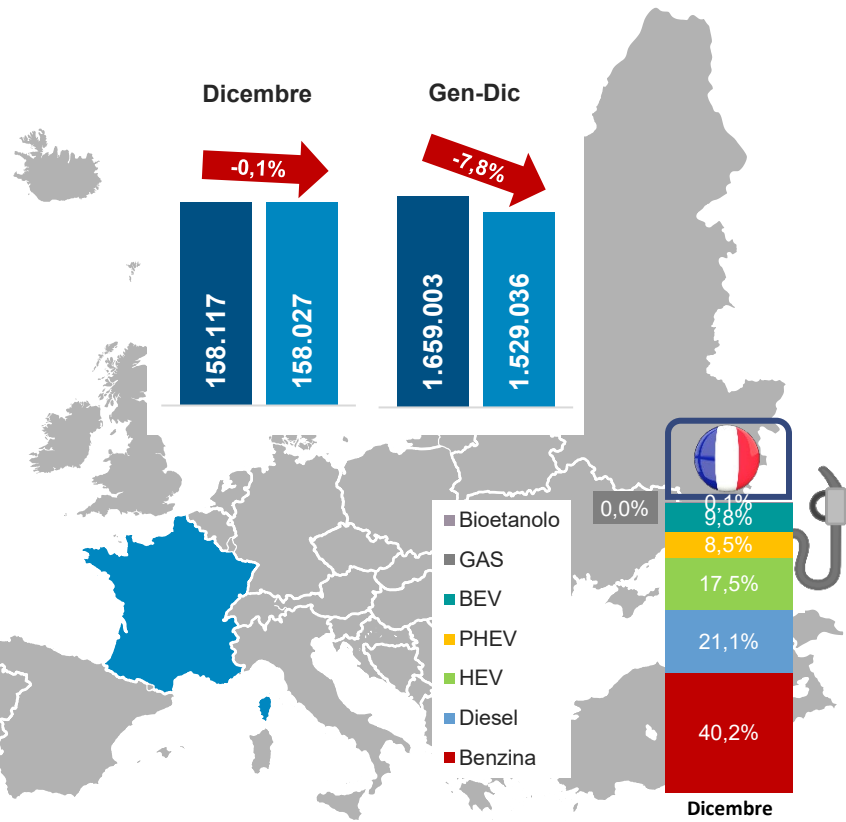 Dicembre
Gen-Dic
-0,1%
-7,8%
158.117
158.027
1.659.003
1.529.036
Bioetanolo
GAS
BEV
PHEV
HEV
Diesel
Benzina
0,0%
0,1%
9,8%
8,5%
17,5%
21,1%
40,2%
Dicembre